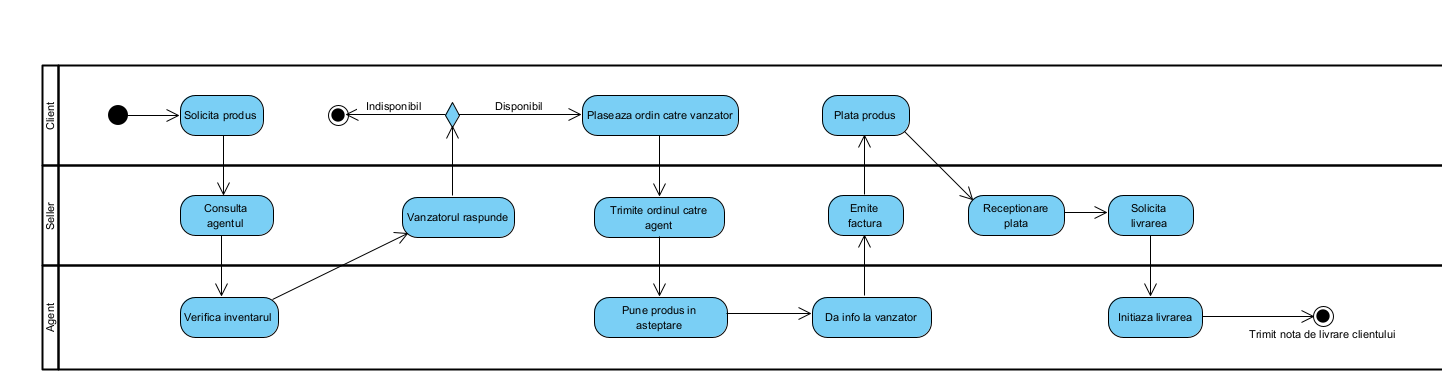 Client
Solicita produs
Indisponibil
Disponibil
Plaseaza ordin catre vanzator
Plata produs
Seller
Consulta
agentul
Vanzatorul raspunde
Trimite ordinul catre
agent
Emite
factura
Receptionare
plata
Solicita
livrarea
Agent
Verifica inventarul
Pune produs in
asteptare
Da info la vanzator
Initiaza livrarea
Trimit nota de livrare clientului